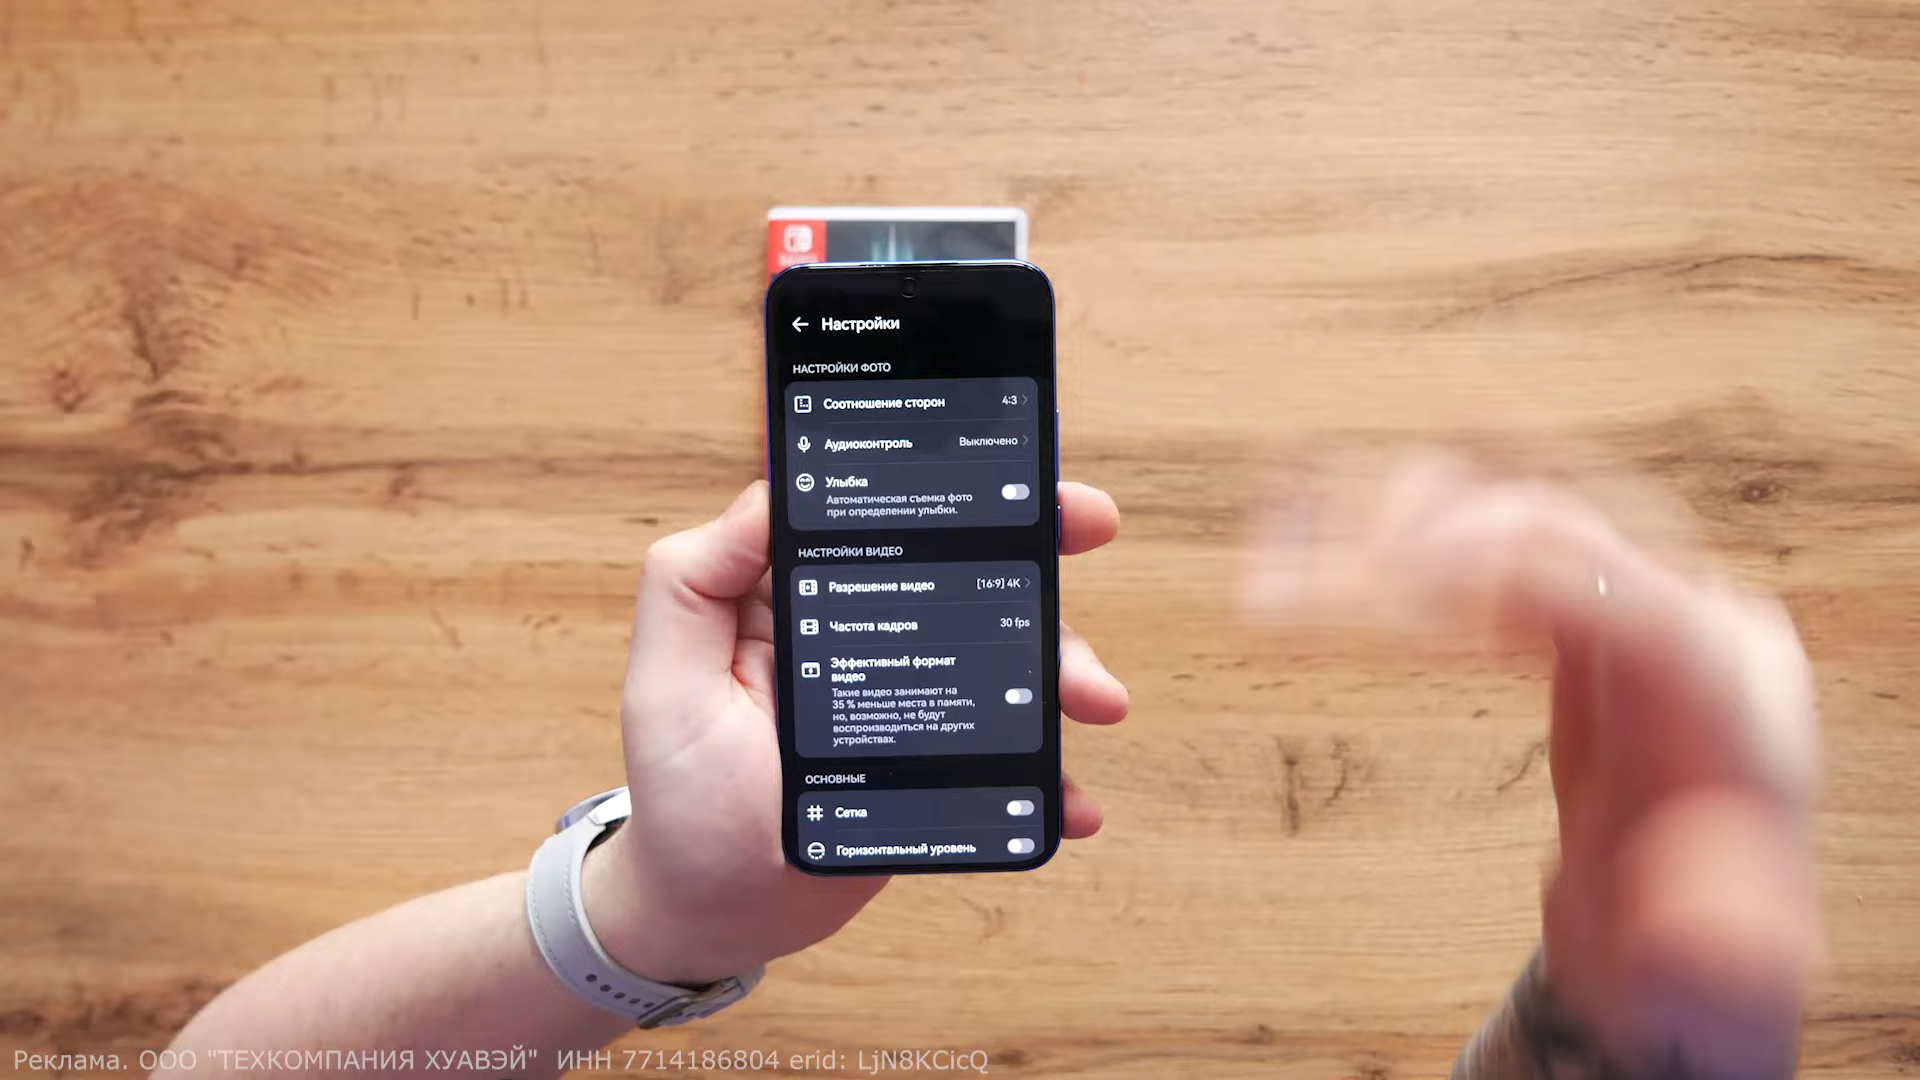 Настройки
НАСТРОЙКИ ФОТО
Соотношение сторон 4:3
Аудиоконтроль Выключено
Улыбка
Автоматическая съемка фото
при определении улыбки.
НАСТРОЙКИ ВИДЕО
Разрешение видео [16:9] 4K
Частота кадров 30 fps
Эффективный формат
видео
Такие видео занимают на
35 % меньше места в памяти,
но, возможно, не будут
воспроизводиться на других
устройствах.
ОСНОВНЫЕ
Сетка
Горизонтальный уровень
Реклама. ООО "ТЕХКОМПАНИЯ ХУАВЭЙ" ИНН 7714186804 erid: LjN8KCicQ